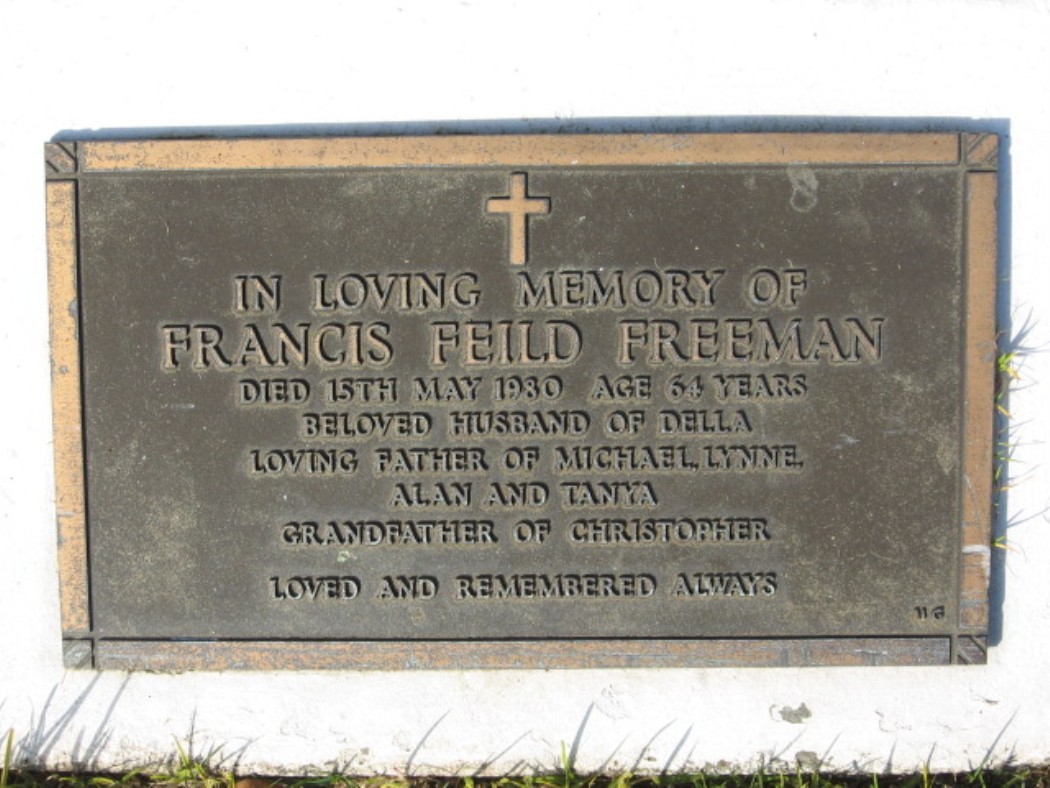 IN LOVING MEMORY OF
FRANCIS FEILD FREEMAN
DIED 15TH MAY 1980 AGE 64 YEARS
BELOVED HUSBAND OF DELLA
LOVING FATHER OF MICHAEL, LYNNE,
ALAN AND TANYA
GRANDFATHER OF CHRISTOPHER
LOVED AND REMEMBERED ALWAYS